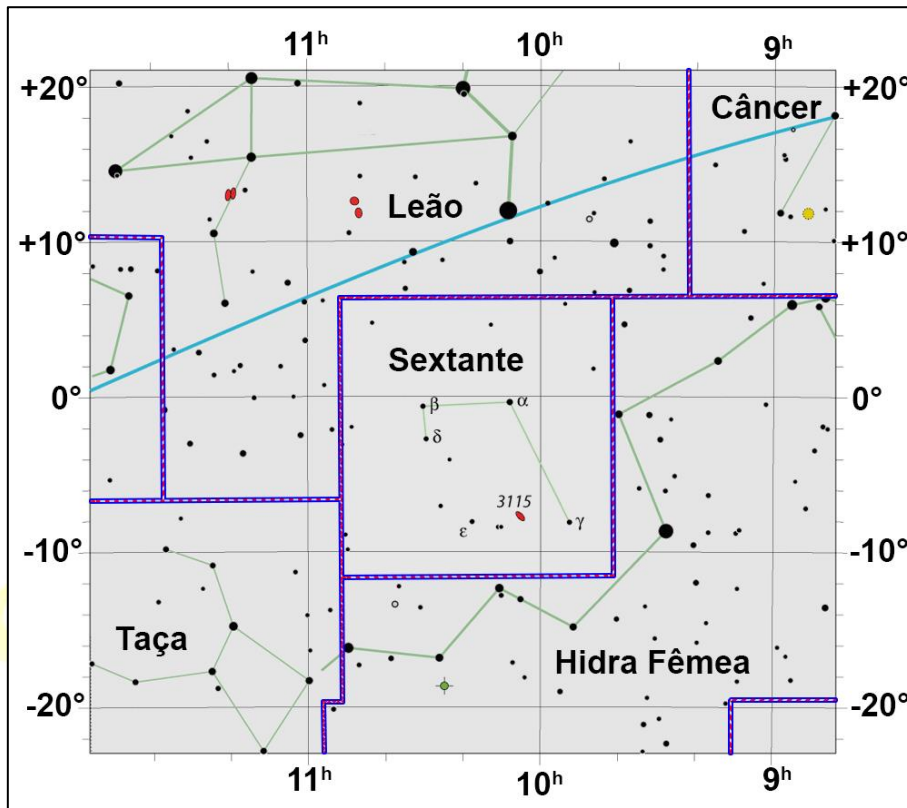 11ʰ 10ʰ 9ʰ
+20° Câncer +20°
Leão
+10° +10°
Sextante
0° β α 0°
δ
3115
ε γ
-10° -10°
Taça Hidra Fêmea
-20° -20°
11ʰ 10ʰ 9ʰ